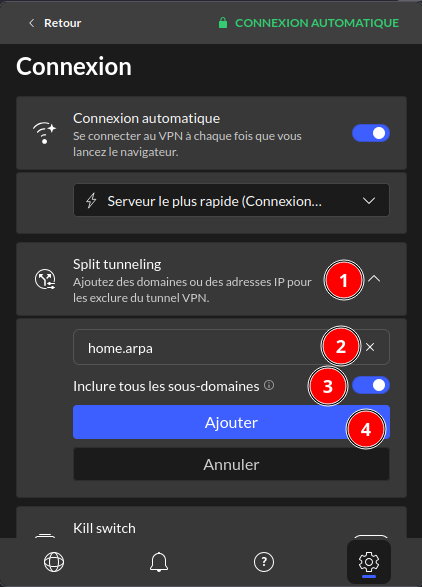 Retour
CONNEXION AUTOMATIQUE
Connexion
Connexion automatique
Se connecter au VPN à chaque fois que vous
lancez le navigateur.
Serveur le plus rapide (Connexion...
Split tunneling
Ajoutez des domaines ou des adresses IP pour
les exclure du tunnel VPN.
1
home.arpa
2
Inclure tous les sous-domaines
3
Ajouter
4
Annuler
Kill switch